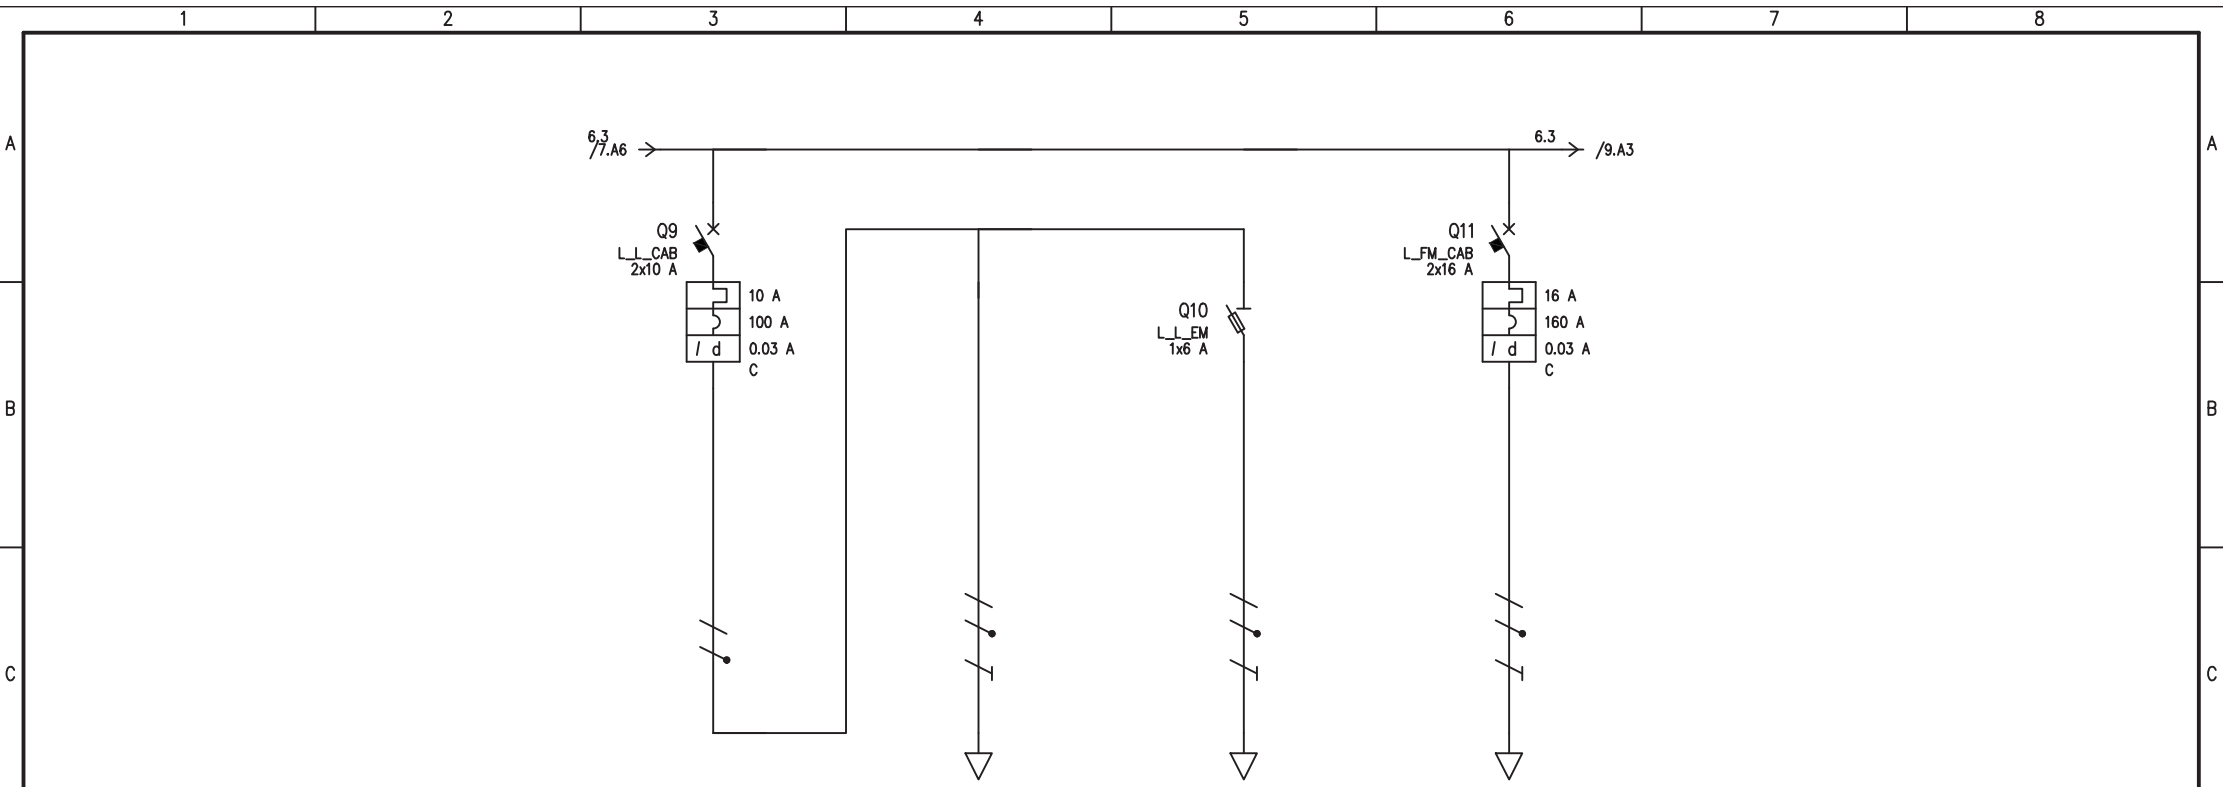 1 2 3 4 5 6 7 8
A A
6.3 6.3
/7.A6 /9.A3
Q9 Q11
L_L_CAB L_FM_CAB
2x10 A 2x16 A
10 A 16 A
Q10
100 A 160 A
L_L_EM
I d 0.03 A 1x6 A I d 0.03 A
C C
B B
C C